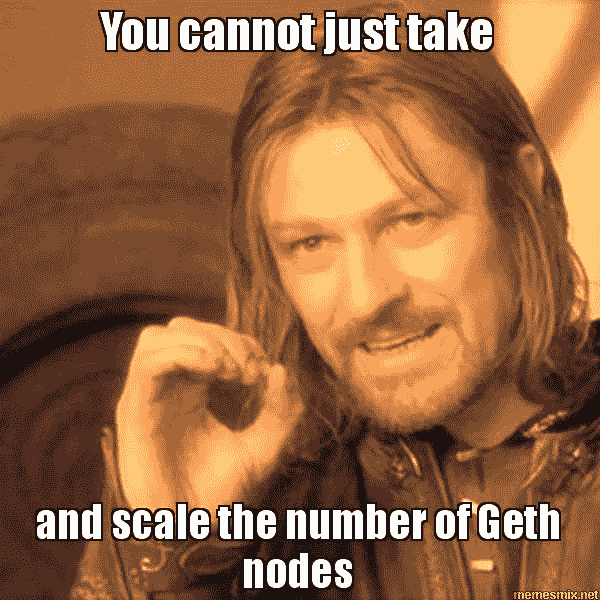 You cannot just take
and scale the number of Geth
nodes
memesmix.net